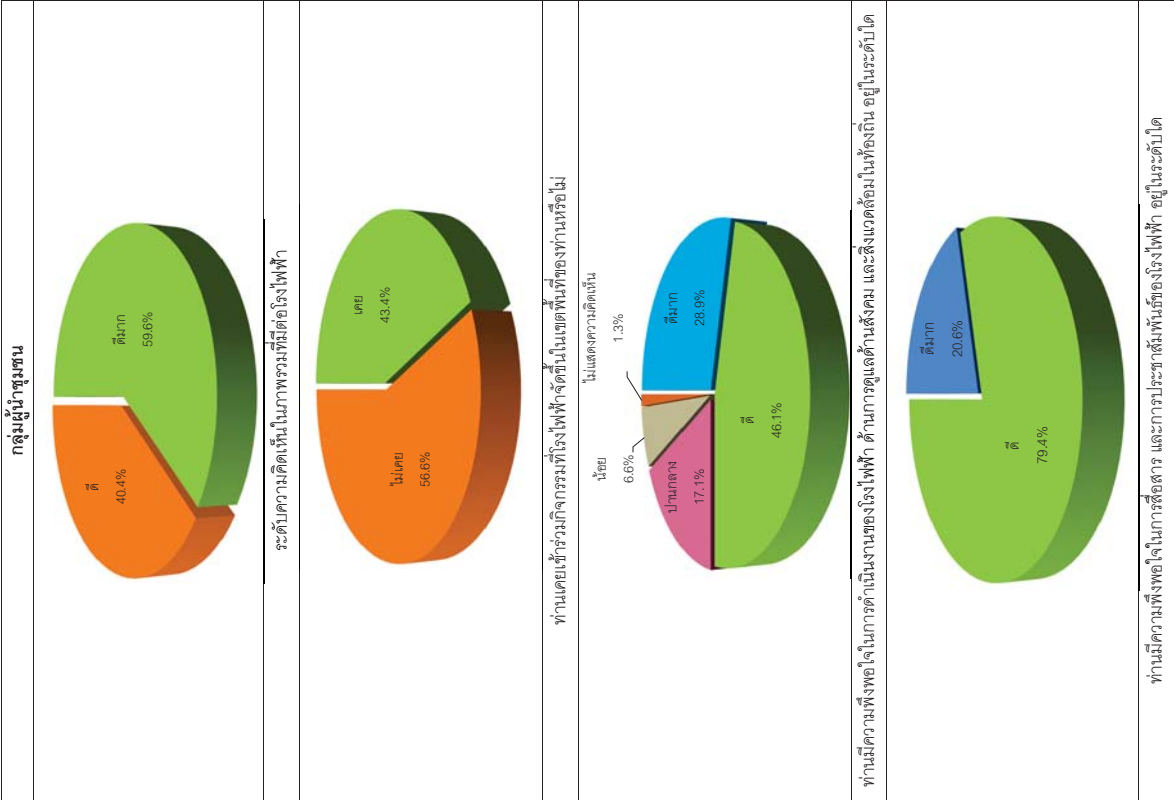 กลุ่มผู้นำชุมชน
ดี
40.4%
ดีมาก
59.6%
ระดับความคิดเห็นในภาพรวมที่มีต่อโรงไฟฟ้า
ไม่เคย
56.6%
เคย
43.4%
ท่านเคยเข้าร่วมกิจกรรมที่โรงไฟฟ้าจัดขึ้นในเขตพื้นที่ของท่านหรือไม่
น้อย
6.6%
ไม่แสดงความคิดเห็น
1.3%
ปานกลาง
17.1%
ดีมาก
28.9%
ดี
46.1%
ท่านมีความพึงพอใจในการดำเนินงานของโรงไฟฟ้า ด้านการดูแลด้านสังคม และสิ่งแวดล้อมในท้องถิ่น อยู่ในระดับใด
ดีมาก
20.6%
ดี
79.4%
ท่านมีความพึงพอใจในการสื่อสาร และการประชาสัมพันธ์ของโรงไฟฟ้า อยู่ในระดับใด